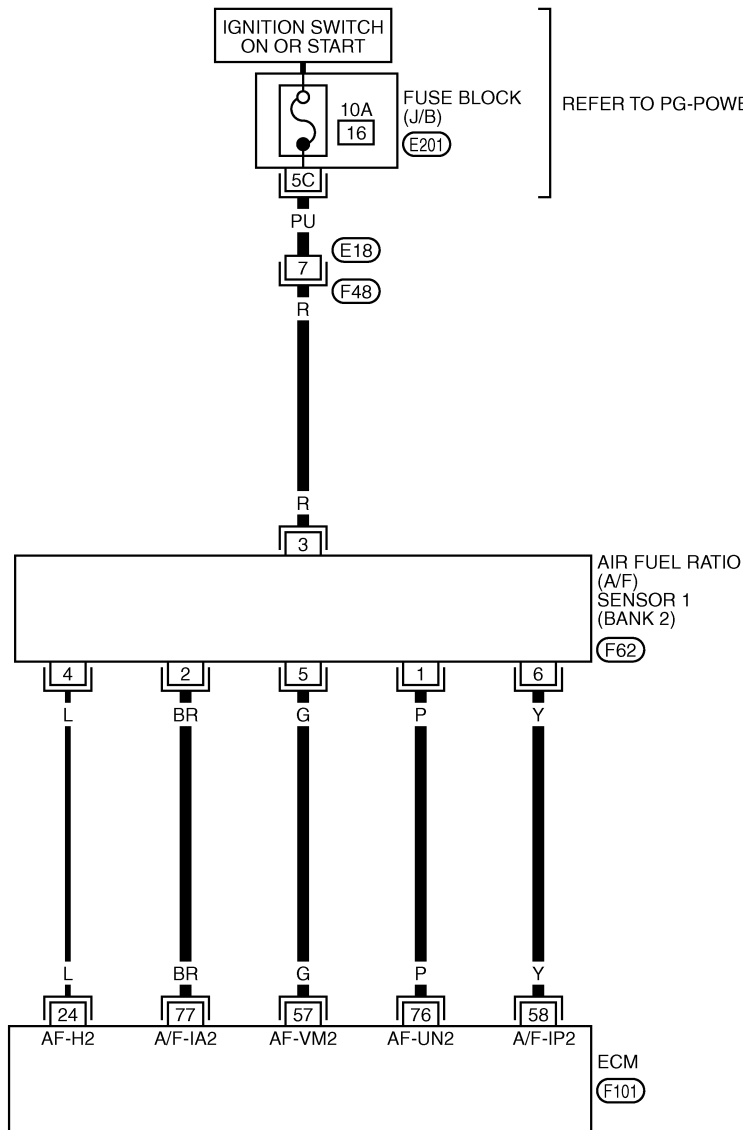 IGNITION SWITCH
ON OR START
FUSE BLOCK
(J/B)
10A
16
E201
REFER TO PG-POWE
5C
PU
E18
7
F48
R
R
3
AIR FUEL RATIO
(A/F)
SENSOR 1
(BANK 2)
F62
4 2 5 1 6
L BR G P Y
L BR G P Y
24 77 57 76 58
AF-H2 A/F-IA2 AF-VM2 AF-UN2 A/F-IP2
ECM
F101